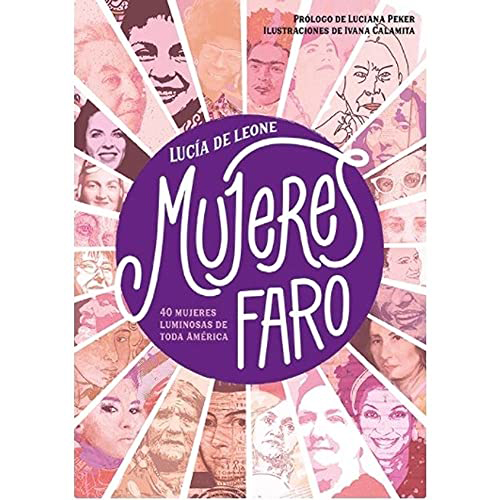 PRÓLOGO DE LUCIANA PEKER
ILUSTRACIONES DE IVANA CALAMITA
LUCÍA DE LEONE
MUJERES
FARO
40 MUJERES
LUMINOSAS DE
TODA AMÉRICA